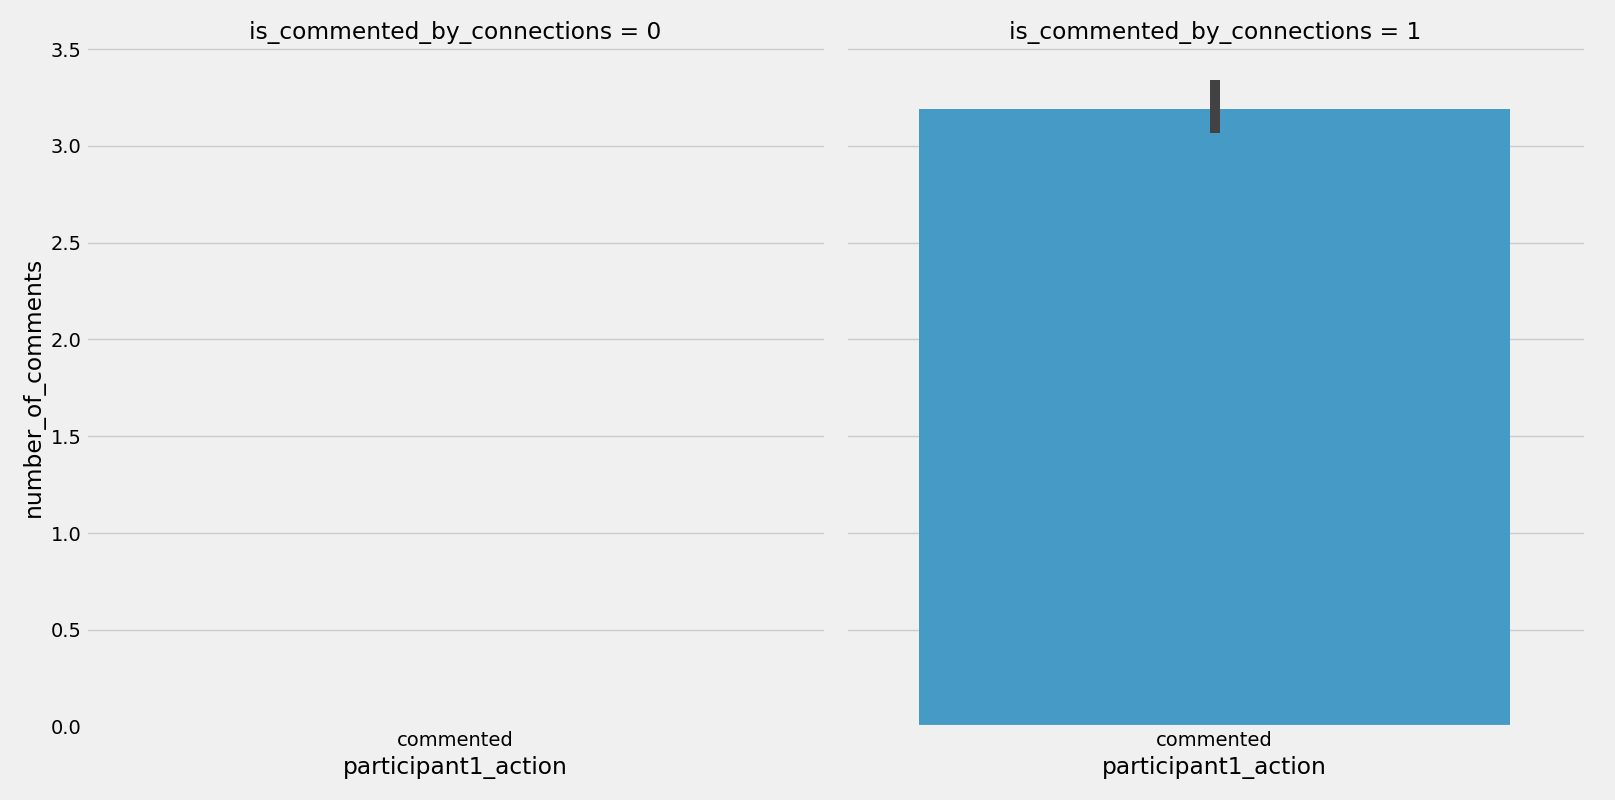 is_commented_by_connections = 0
is_commented_by_connections = 1
3.5
3.0
2.5
2.0
1.5
1.0
0.5
0.0
number_of_comments
commented
commented
participant1_action
participant1_action